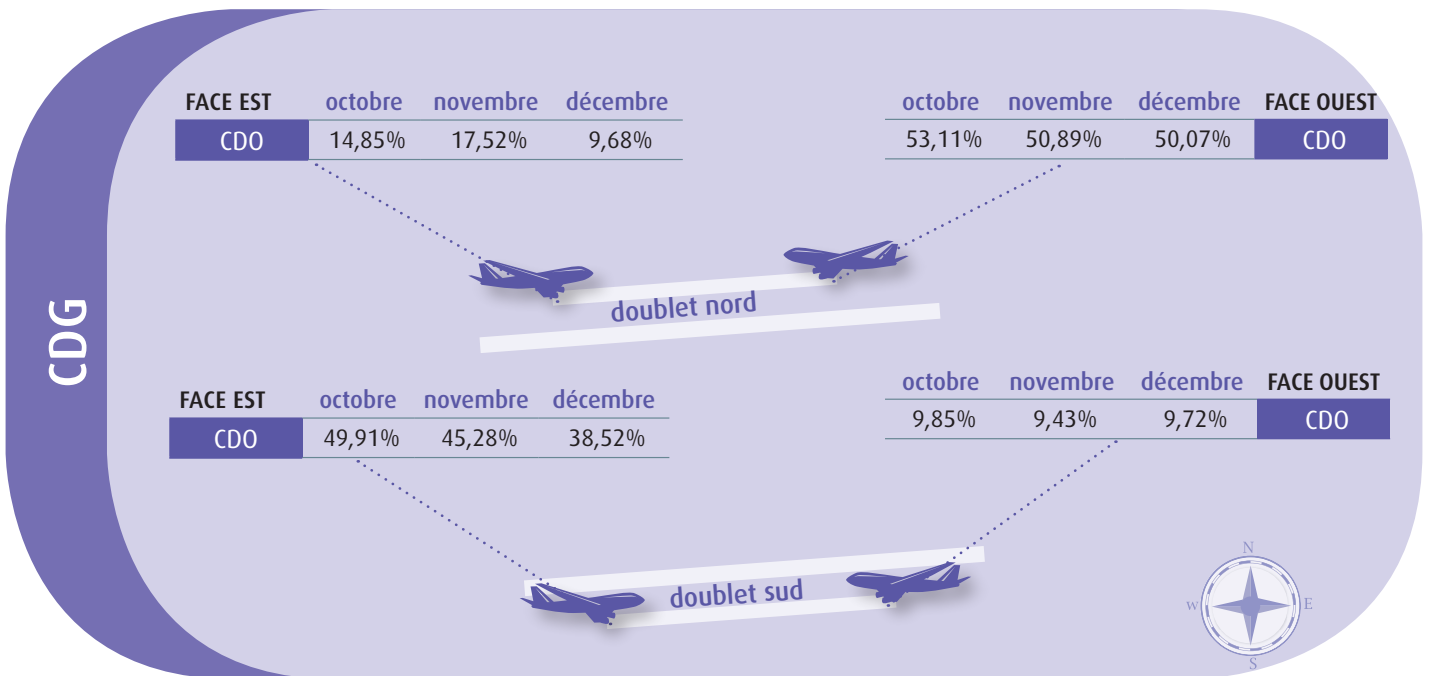 CDG
FACE EST octobre novembre décembre
CDO 14,85% 17,52% 9,68%
octobre novembre décembre FACE OUEST
53,11% 50,89% 50,07% CDO
doublet nord
FACE EST octobre novembre décembre
CDO 49,91% 45,28% 38,52%
octobre novembre décembre FACE OUEST
9,85% 9,43% 9,72% CDO
doublet sud
N
W E
S